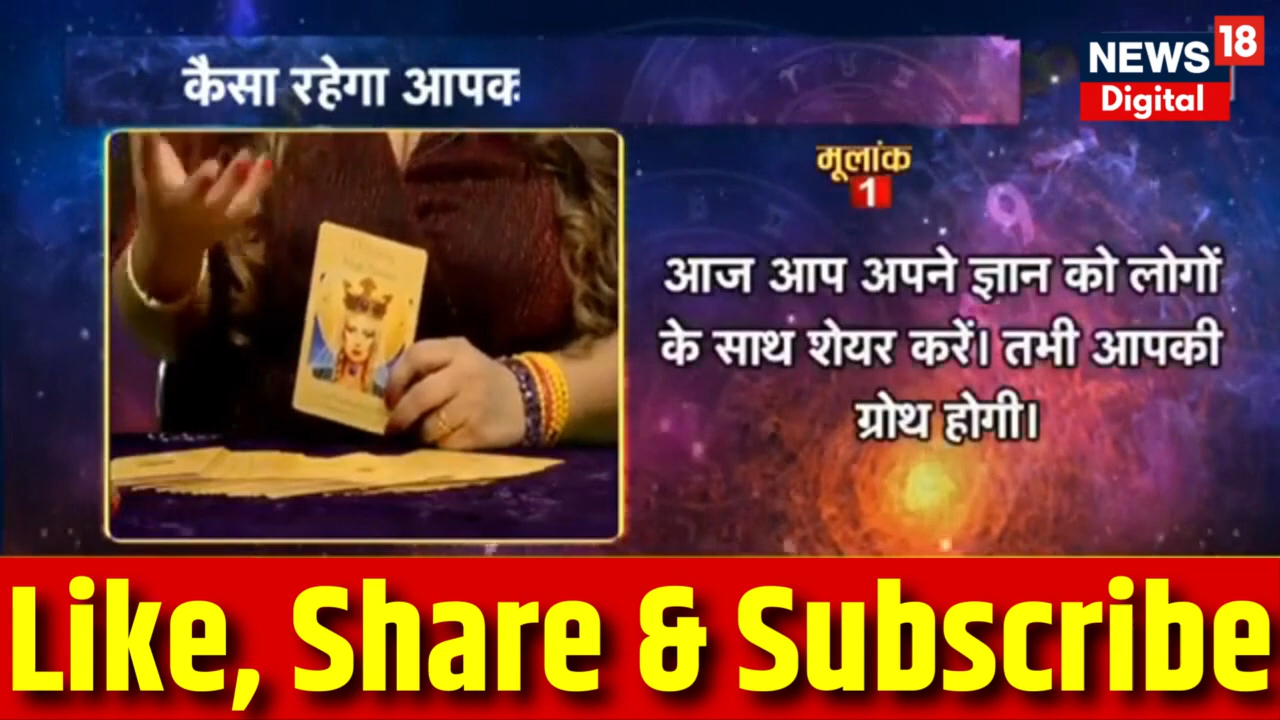 कैसा रहेगा आपक
NEWS 18
Digital
मूलांक
1
आज आप अपने ज्ञान को लोगों
के साथ शेयर करें। तभी आपकी
ग्रोथ होगी।
Like, Share & Subscribe